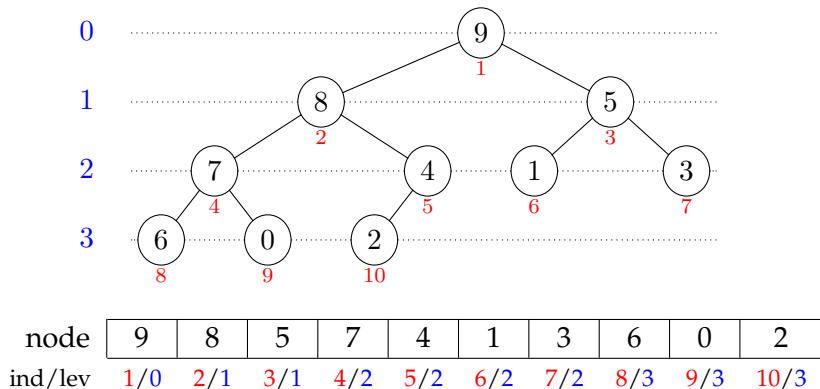 0 9
1
1 8 5
2 3
2 7 4 1 3
4 5 6 7
3 6 0 2
8 9 10
node 9 8 5 7 4 1 3 6 0 2
ind/lev 1/0 2/1 3/1 4/2 5/2 6/2 7/2 8/3 9/3 10/3